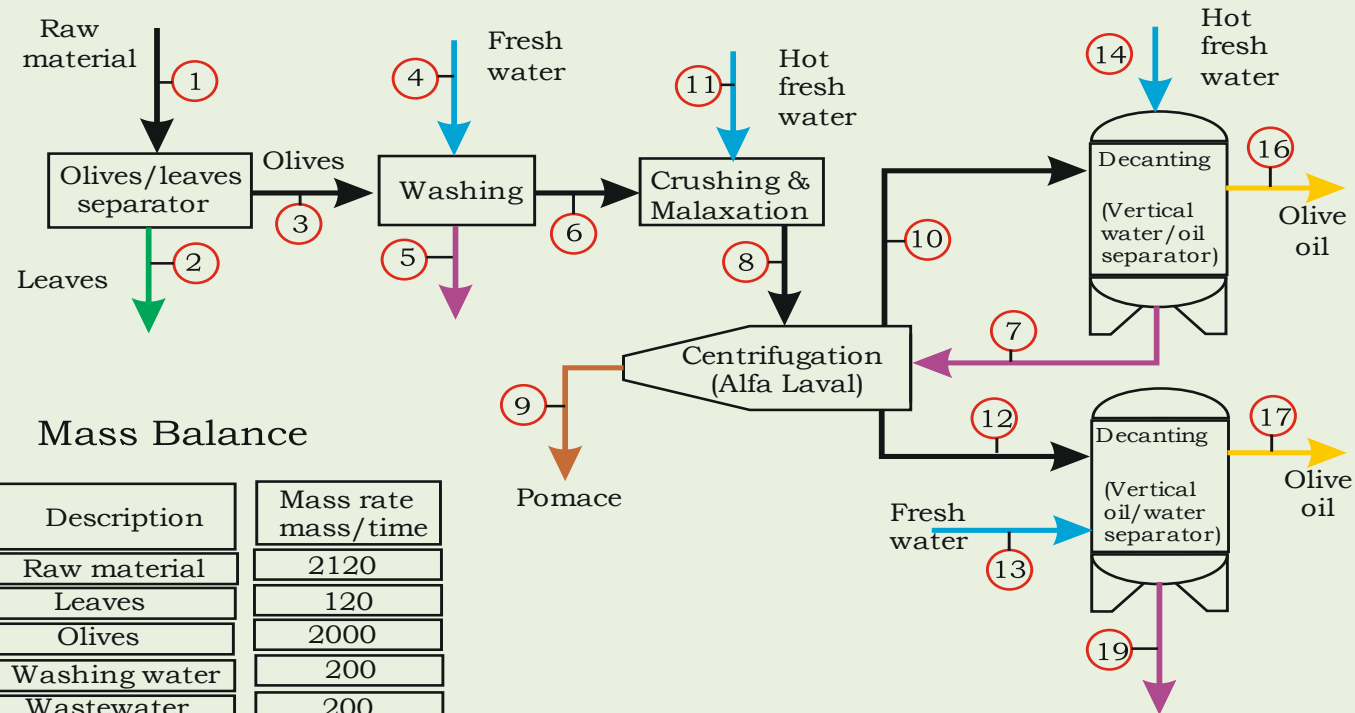 Raw
material
1
Olives/leaves
separator
Olives
3
2
Leaves
Fresh
water
4
Washing
5
6
Hot
fresh
water
11
Crushing &
Malaxation
8
10
Centrifugation
(Alfa Laval)
9
Pomace
7
12
Hot
fresh
water
14
Decanting
(Vertical
water/oil
separator)
16
Olive
oil
Decanting
(Vertical
oil/water
separator)
17
Olive
oil
Fresh
water
13
19
Mass Balance
Description
Mass rate
mass/time
Raw material
2120
Leaves
120
Olives
2000
Washing water
200
Wastewater
200